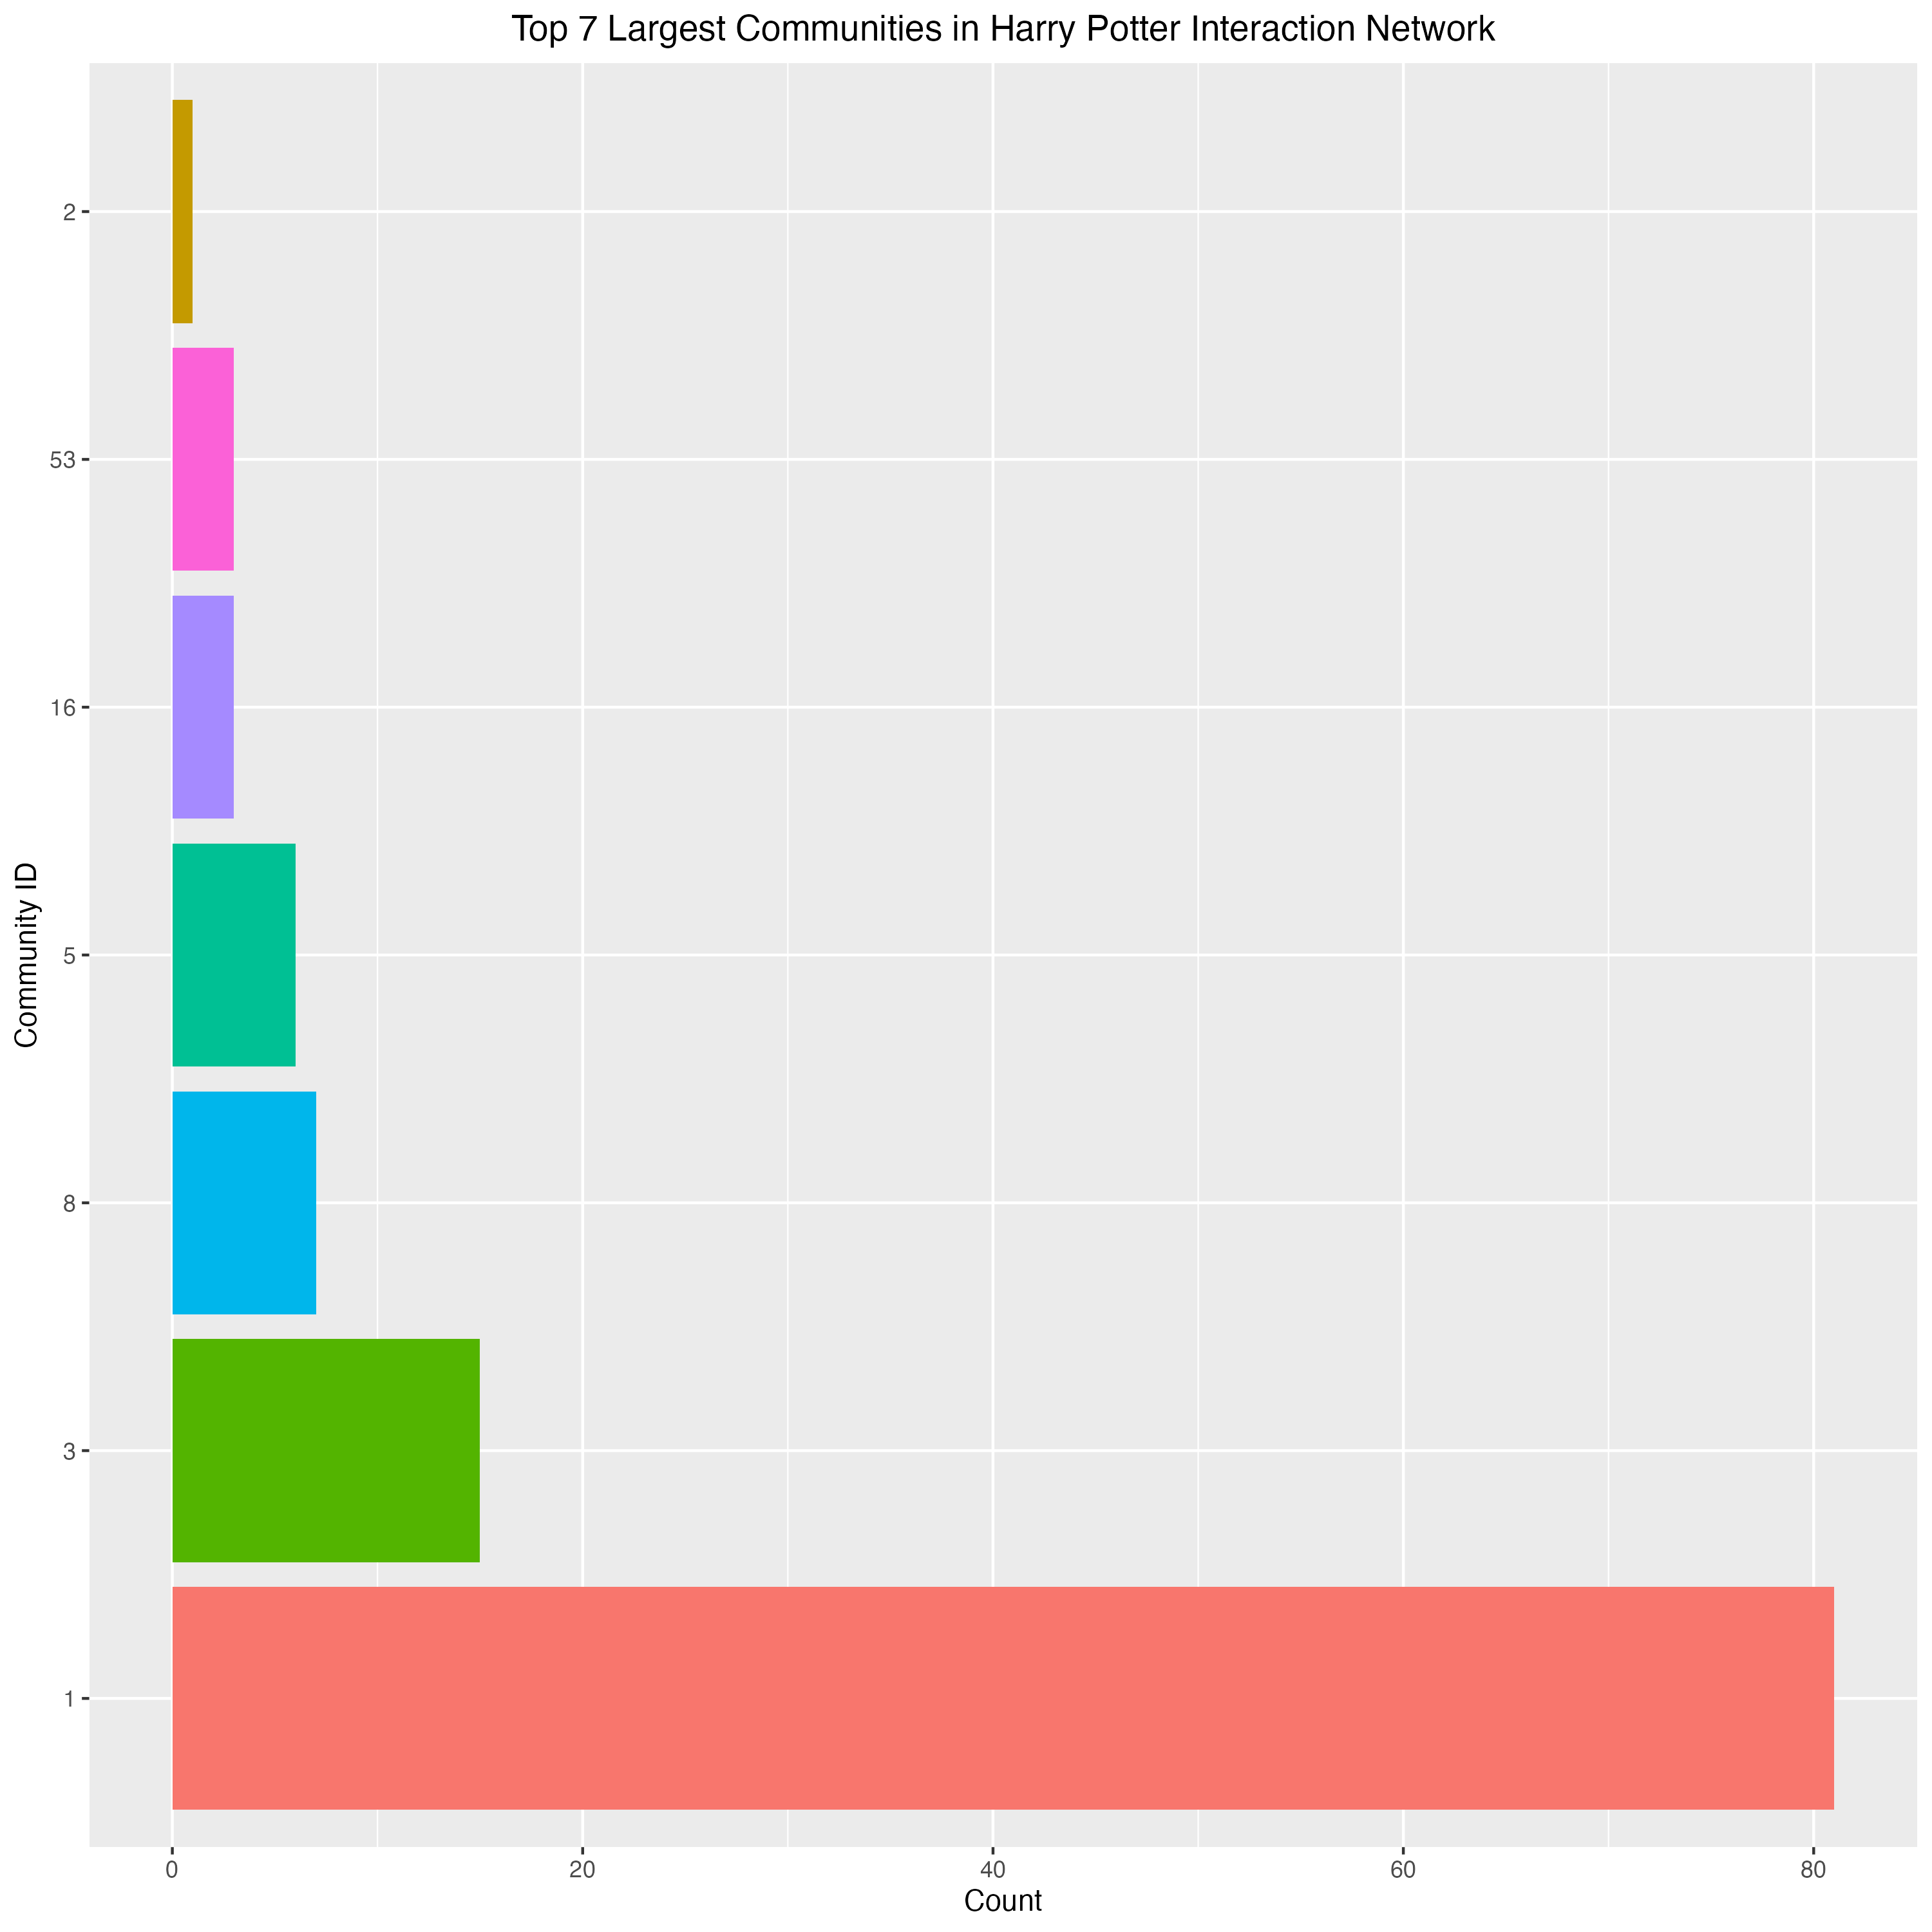 Top 7 Largest Communities in Harry Potter Interaction Network
Community ID
2
53
16
5
8
3
1
0 20 40 60 80
Count